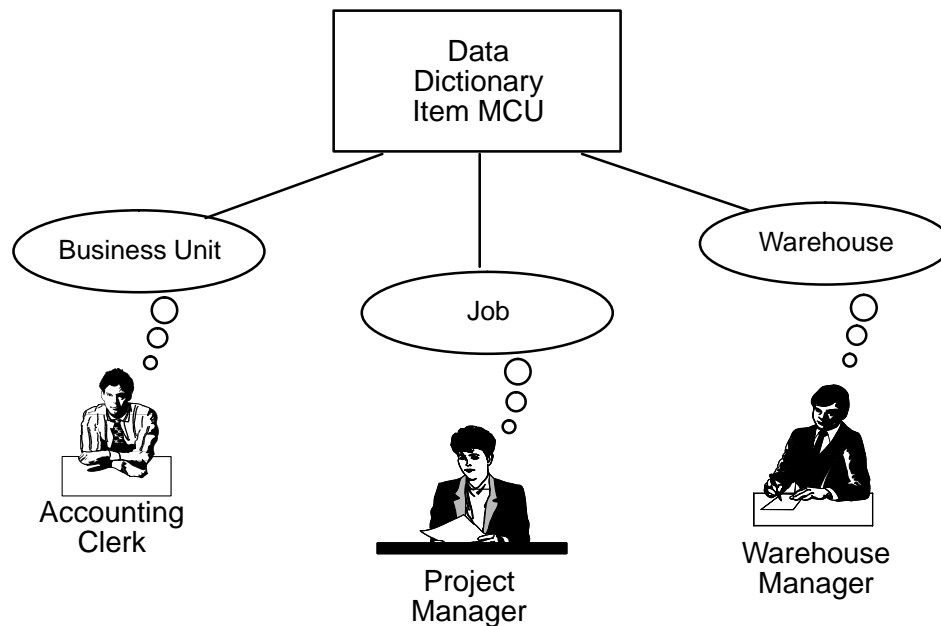 Data
Dictionary
Item MCU
Business Unit
Job
Warehouse
Accounting
Clerk
Project
Manager
Warehouse
Manager